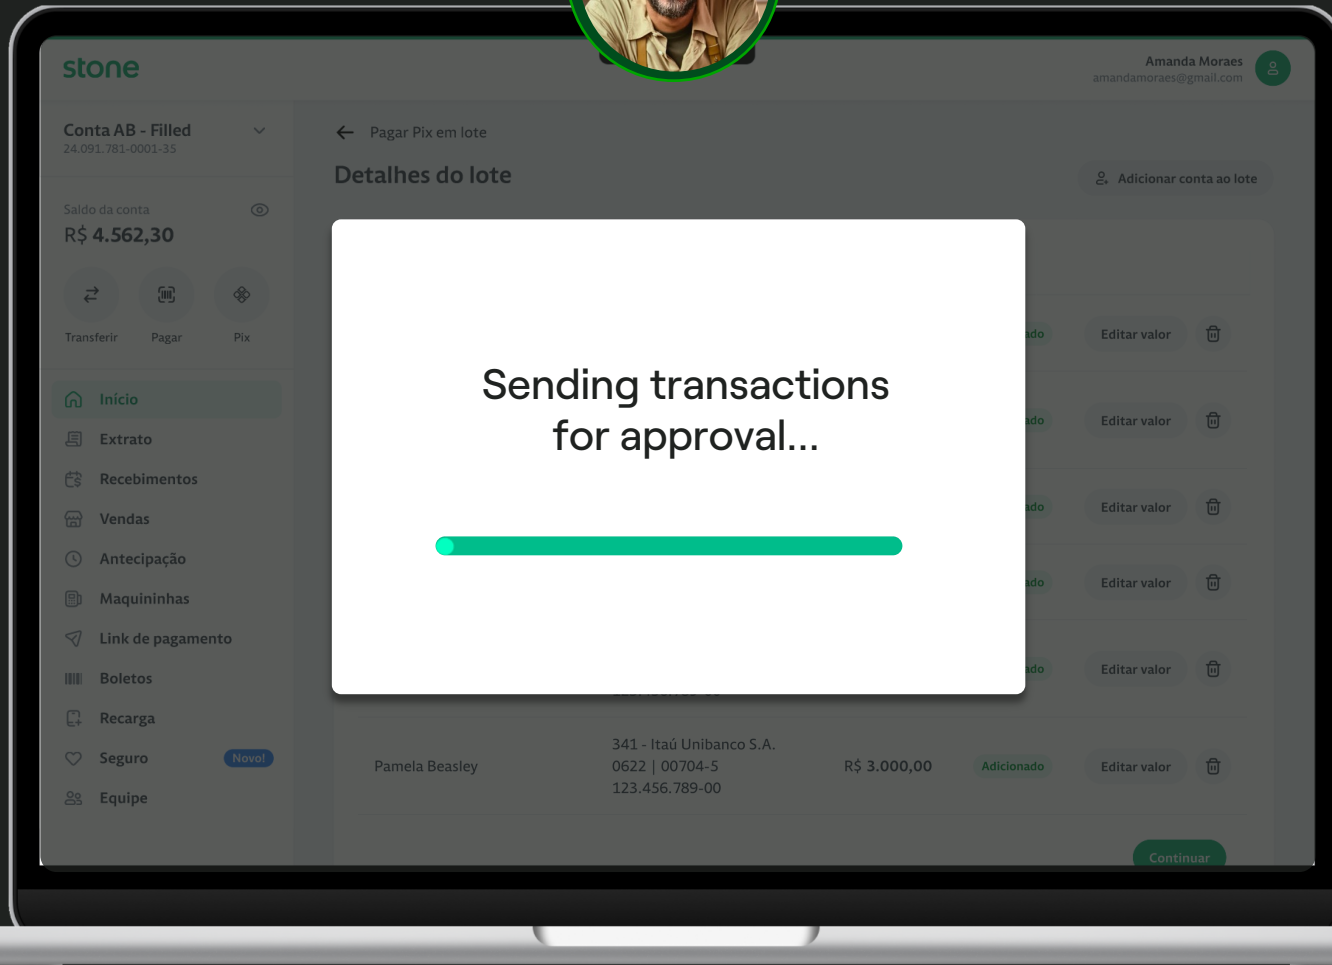 stone
Amanda Moraes
amandamoraes@gmail.com
Conta AB - Filled
24.091.781-0001-35
Pagar Pix em lote
Detalhes do lote
Adicionar conta ao lote
Saldo da conta
R$ 4.562,30
Transferir
Pagar
Pix
Sending transactions
for approval...
Editar valor
Editar valor
Editar valor
Editar valor
Editar valor
Início
Extrato
Recebimentos
Vendas
Antecipação
Maquininhas
Link de pagamento
Boletos
Recarga
Seguro
Novo!
Equipe
Pamela Beasley
341 - Itaú Unibanco S.A.
0622 | 00704-5
123.456.789-00
R$ 3.000,00
Adicionado
Editar valor
Continuar